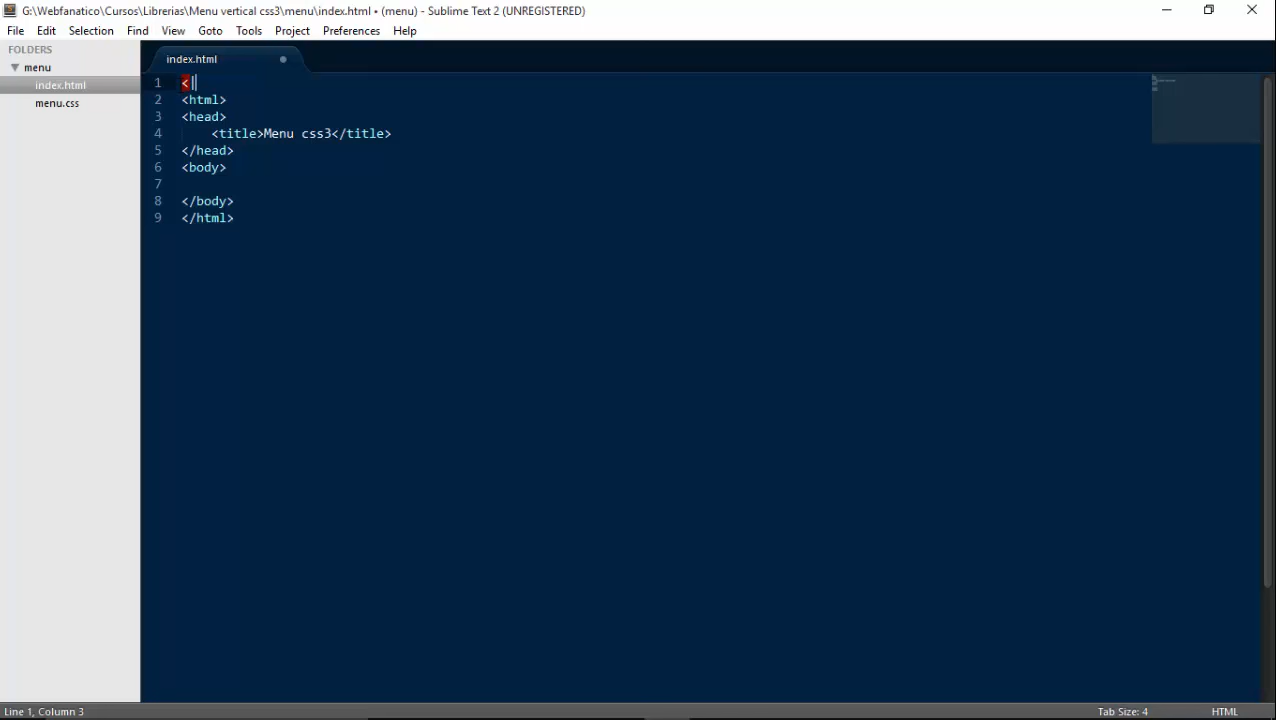 G:\Webfanatico\Cursos\Librerias\Menu vertical css3\menu\index.html • (menu) - Sublime Text 2 (UNREGISTERED)
File Edit Selection Find View Goto Tools Project Preferences Help
FOLDERS
menu
index.html
menu.css
index.html
1 <!
2 <html>
3 <head>
4 <title>Menu css3</title>
5 </head>
6 <body>
7
8 </body>
9 </html>
Line 1, Column 3
Tab Size: 4
HTML